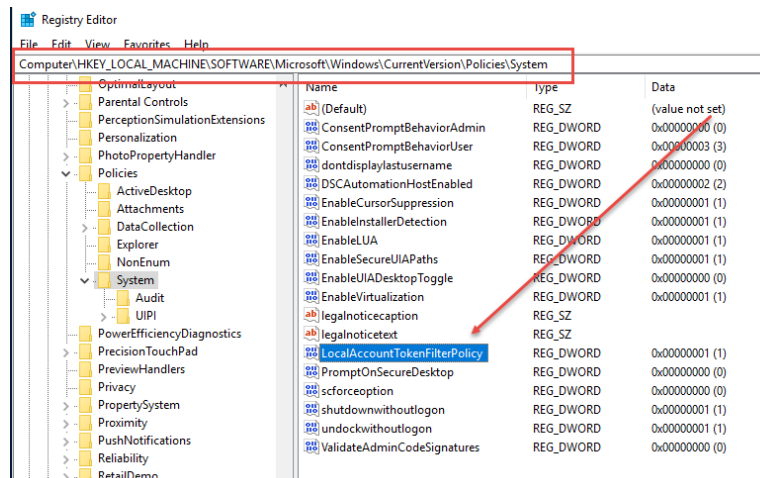 Registry Editor
File Edit View Favorites Help
Computer\HKEY_LOCAL_MACHINE\SOFTWARE\Microsoft\Windows\CurrentVersion\Policies\System
OptimalLayout
Parental Controls
PerceptionSimulationExtensions
Personalization
PhotoPropertyHandler
Policies
ActiveDesktop
Attachments
DataCollection
Explorer
NonEnum
System
Audit
UIPI
PowerEfficiencyDiagnostics
PrecisionTouchPad
PreviewHandlers
Privacy
PropertySystem
Proximity
PushNotifications
Reliability
RetailDemo
Name Type Data
(Default) REG_SZ (value not set)
ConsentPromptBehaviorAdmin REG_DWORD 0x00000000 (0)
ConsentPromptBehaviorUser REG_DWORD 0x00000003 (3)
dontdisplaylastusername REG_DWORD 0x00000000 (0)
DSCAutomationHostEnabled REG_DWORD 0x00000002 (2)
EnableCursorSuppression REG_DWORD 0x00000001 (1)
EnableInstallerDetection REG_DWORD 0x00000001 (1)
EnableLUA REG_DWORD 0x00000001 (1)
EnableSecureUIAPaths REG_DWORD 0x00000001 (1)
EnableUIADesktopToggle REG_DWORD 0x00000000 (0)
EnableVirtualization REG_DWORD 0x00000001 (1)
legalnoticecaption REG_SZ
legalnoticetext REG_SZ
LocalAccountTokenFilterPolicy REG_DWORD 0x00000001 (1)
PromptOnSecureDesktop REG_DWORD 0x00000000 (0)
scforceoption REG_DWORD 0x00000000 (0)
shutdownwithoutlogon REG_DWORD 0x00000001 (1)
undockwithoutlogon REG_DWORD 0x00000001 (1)
ValidateAdminCodeSignatures REG_DWORD 0x00000000 (0)